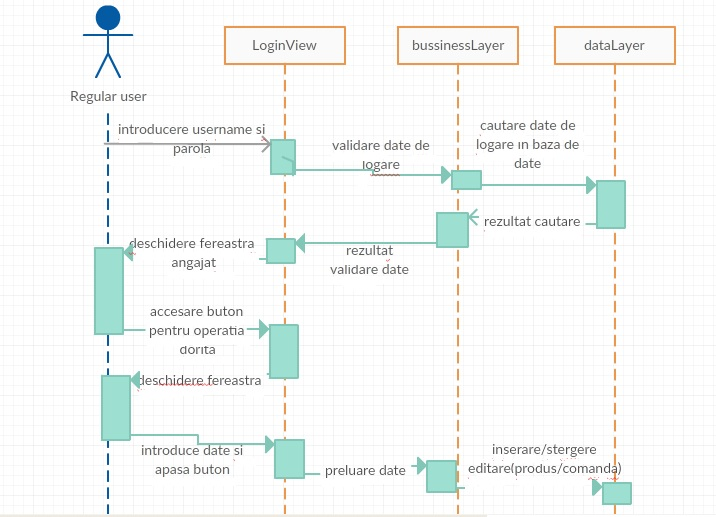 LoginView
bussinessLayer
dataLayer
Regular user
introducere username si
parola
validare date de
logare
cautare date de
logare in baza de
date
rezultat cautare
deschidere fereastra
angajat
rezultat
validare date
accesare buton
pentru operatia
dorita
deschidere fereastra
introduce date si
apasa buton
preluare date
inserare/stergere
editare(produs/comanda)